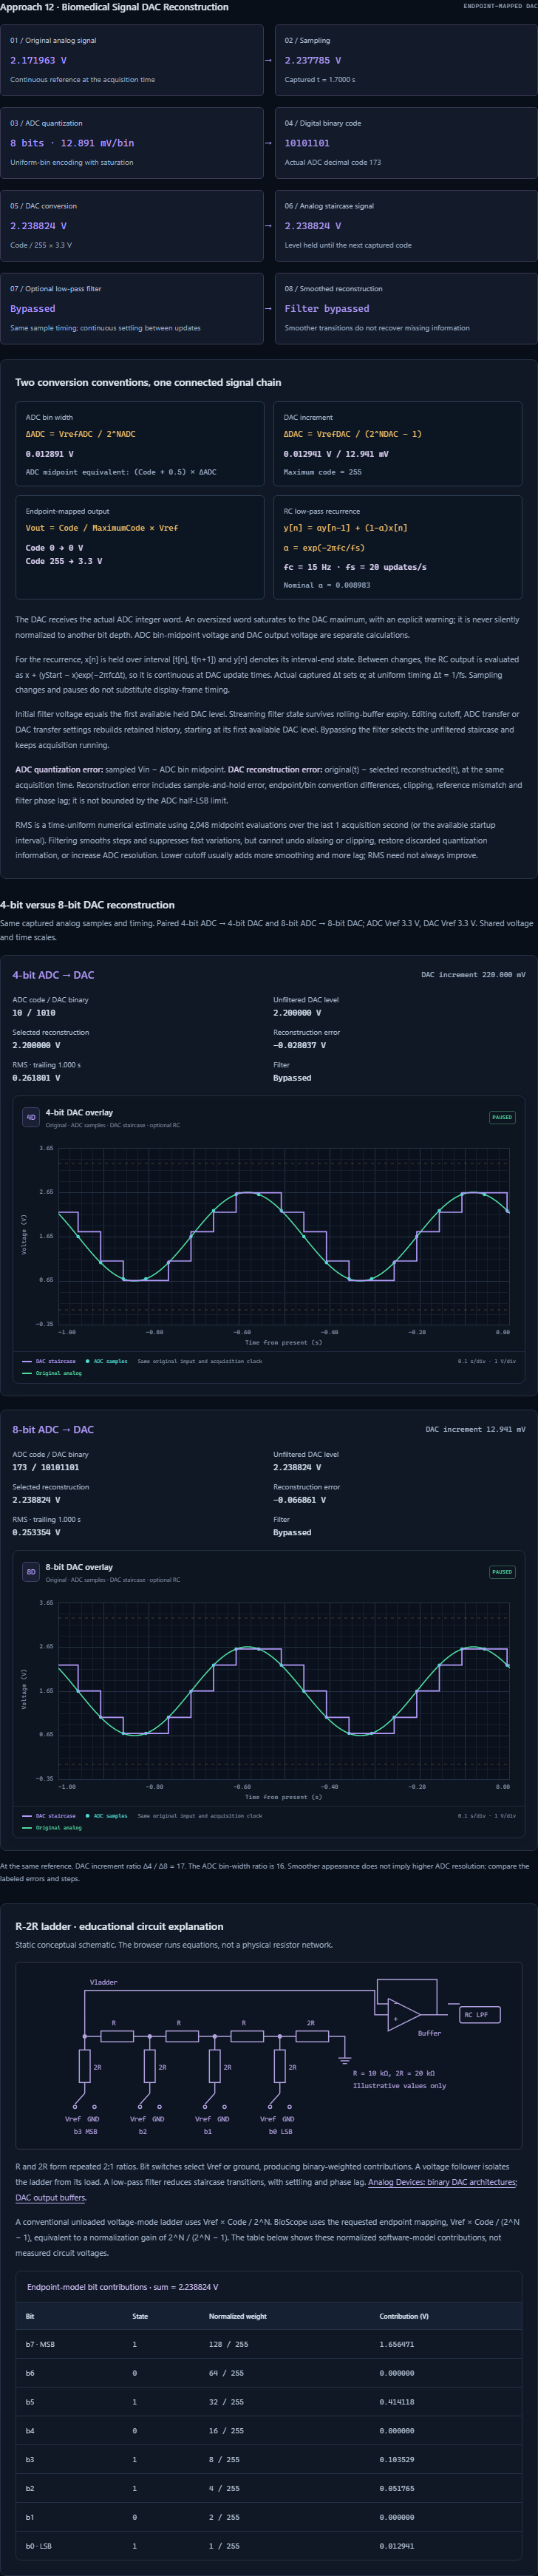 Approach 12 · Biomedical Signal DAC Reconstruction
ENDPOINT-MAPPED DAC
01 / Original analog signal
2.171963 V
Continuous reference at the acquisition time
→
02 / Sampling
2.237785 V
Captured t = 1.7000 s
03 / ADC quantization
8 bits · 12.891 mV/bin
Uniform-bin encoding with saturation
→
04 / Digital binary code
10101101
Actual ADC decimal code 173
05 / DAC conversion
2.238824 V
Code / 255 × 3.3 V
→
06 / Analog staircase signal
2.238824 V
Level held until the next captured code
07 / Optional low-pass filter
Bypassed
Same sample timing; continuous settling between updates
→
08 / Smoothed reconstruction
Filter bypassed
Smoother transitions do not recover missing information
Two conversion conventions, one connected signal chain
ADC bin width
ΔADC = VrefADC / 2^NADC
0.012891 V
ADC midpoint equivalent: (Code + 0.5) × ΔADC
DAC increment
ΔDAC = VrefDAC / (2^NDAC − 1)
0.012941 V / 12.941 mV
Maximum code = 255
Endpoint-mapped output
Vout = Code / MaximumCode × Vref
Code 0 → 0 V
Code 255 → 3.3 V
RC low-pass recurrence
y[n] = αy[n−1] + (1−α)x[n]
α = exp(−2πfc/fs)
fc = 15 Hz · fs = 20 updates/s
Nominal α = 0.008983
The DAC receives the actual ADC integer word. An oversized word saturates to the DAC maximum, with an explicit warning; it is never silently
normalized to another bit depth. ADC bin-midpoint voltage and DAC output voltage are separate calculations.
For the recurrence, x[n] is held over interval [t[n], t[n+1]) and y[n] denotes its interval-end state. Between changes, the RC output is evaluated
as x + (yStart − x)exp(−2πfcΔt), so it is continuous at DAC update times. Actual captured Δt sets α; at uniform timing Δt = 1/fs. Sampling
changes and pauses do not substitute display-frame timing.
Initial filter voltage equals the first available held DAC level. Streaming filter state survives rolling-buffer expiry. Editing cutoff, ADC transfer or
DAC transfer settings rebuilds retained history, starting at its first available DAC level. Bypassing the filter selects the unfiltered staircase and
keeps acquisition running.
ADC quantization error: sampled Vin − ADC bin midpoint. DAC reconstruction error: original(t) − selected reconstructed(t), at the same
acquisition time. Reconstruction error includes sample-and-hold error, endpoint/bin convention differences, clipping, reference mismatch and
filter phase lag; it is not bounded by the ADC half-LSB limit.
RMS is a time-uniform numerical estimate using 2,048 midpoint evaluations over the last 1 acquisition second (or the available startup
interval). Filtering smooths steps and suppresses fast variations, but cannot undo aliasing or clipping, restore discarded quantization
information, or increase ADC resolution. Lower cutoff usually adds more smoothing and more lag; RMS need not always improve.
4-bit versus 8-bit DAC reconstruction
Same captured analog samples and timing. Paired 4-bit ADC → 4-bit DAC and 8-bit ADC → 8-bit DAC; ADC Vref 3.3 V, DAC Vref 3.3 V. Shared voltage
and time scales.
4-bit ADC → DAC
DAC increment 220.000 mV
ADC code / DAC binary
10 / 1010
Unfiltered DAC level
2.200000 V
Selected reconstruction
2.200000 V
Reconstruction error
−0.028037 V
RMS · trailing 1.000 s
0.261801 V
Filter
Bypassed
4D
4-bit DAC overlay
Original · ADC samples · DAC staircase · optional RC
PAUSED
3.65
2.65
1.65
0.65
−0.35
Voltage (V)
−1.00 −0.80 −0.60 −0.40 −0.20 0.00
Time from present (s)
DAC staircase ADC samples Same original input and acquisition clock 0.1 s/div · 1 V/div
Original analog
8-bit ADC → DAC
DAC increment 12.941 mV
ADC code / DAC binary
173 / 10101101
Unfiltered DAC level
2.238824 V
Selected reconstruction
2.238824 V
Reconstruction error
−0.066861 V
RMS · trailing 1.000 s
0.253354 V
Filter
Bypassed
8D
8-bit DAC overlay
Original · ADC samples · DAC staircase · optional RC
PAUSED
3.65
2.65
1.65
0.65
−0.35
Voltage (V)
−1.00 −0.80 −0.60 −0.40 −0.20 0.00
Time from present (s)
DAC staircase ADC samples Same original input and acquisition clock 0.1 s/div · 1 V/div
Original analog
At the same reference, DAC increment ratio Δ4 / Δ8 = 17. The ADC bin-width ratio is 16. Smoother appearance does not imply higher ADC resolution; compare the
labeled errors and steps.
R-2R ladder · educational circuit explanation
Static conceptual schematic. The browser runs equations, not a physical resistor network.
Vladder
R R R 2R
−
+
Buffer
RC LPF
2R 2R 2R 2R
R = 10 kΩ, 2R = 20 kΩ
Illustrative values only
Vref GND Vref GND Vref GND Vref GND
b3 MSB b2 b1 b0 LSB
R and 2R form repeated 2:1 ratios. Bit switches select Vref or ground, producing binary-weighted contributions. A voltage follower isolates
the ladder from its load. A low-pass filter reduces staircase transitions, with settling and phase lag. Analog Devices: binary DAC architectures;
DAC output buffers.
A conventional unloaded voltage-mode ladder uses Vref × Code / 2^N. BioScope uses the requested endpoint mapping, Vref × Code / (2^N
− 1), equivalent to a normalization gain of 2^N / (2^N − 1). The table below shows these normalized software-model contributions, not
measured circuit voltages.
Endpoint-model bit contributions · sum = 2.238824 V
Bit State Normalized weight Contribution (V)
b7 · MSB 1 128 / 255 1.656471
b6 0 64 / 255 0.000000
b5 1 32 / 255 0.414118
b4 0 16 / 255 0.000000
b3 1 8 / 255 0.103529
b2 1 4 / 255 0.051765
b1 0 2 / 255 0.000000
b0 · LSB 1 1 / 255 0.012941